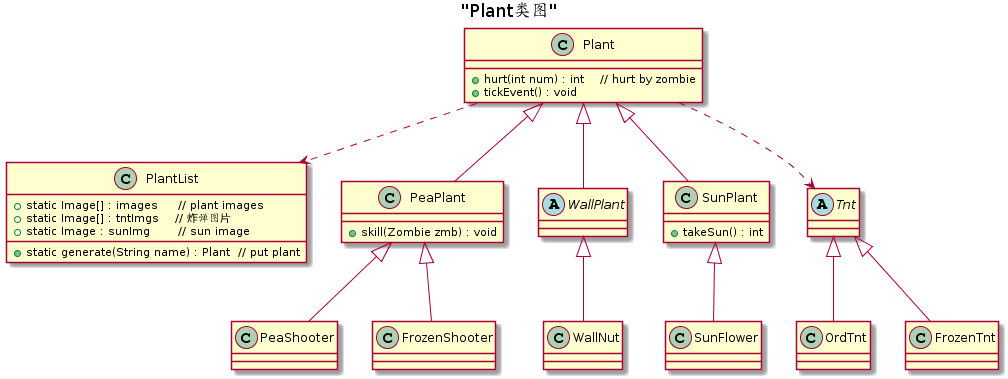 "Plant类图"
C Plant
hurt(int num) : int // hurt by zombie
tickEvent() : void
C PlantList
static Image[] : images // plant images
static Image[] : tntImgs // 炸弹图片
static Image : sunImg // sun image
static generate(String name) : Plant // put plant
C PeaPlant
skill(Zombie zmb) : void
A WallPlant
C SunPlant
takeSun() : int
A Tnt
C PeaShooter
C FrozenShooter
C WallNut
C SunFlower
C OrdTnt
C FrozenTnt